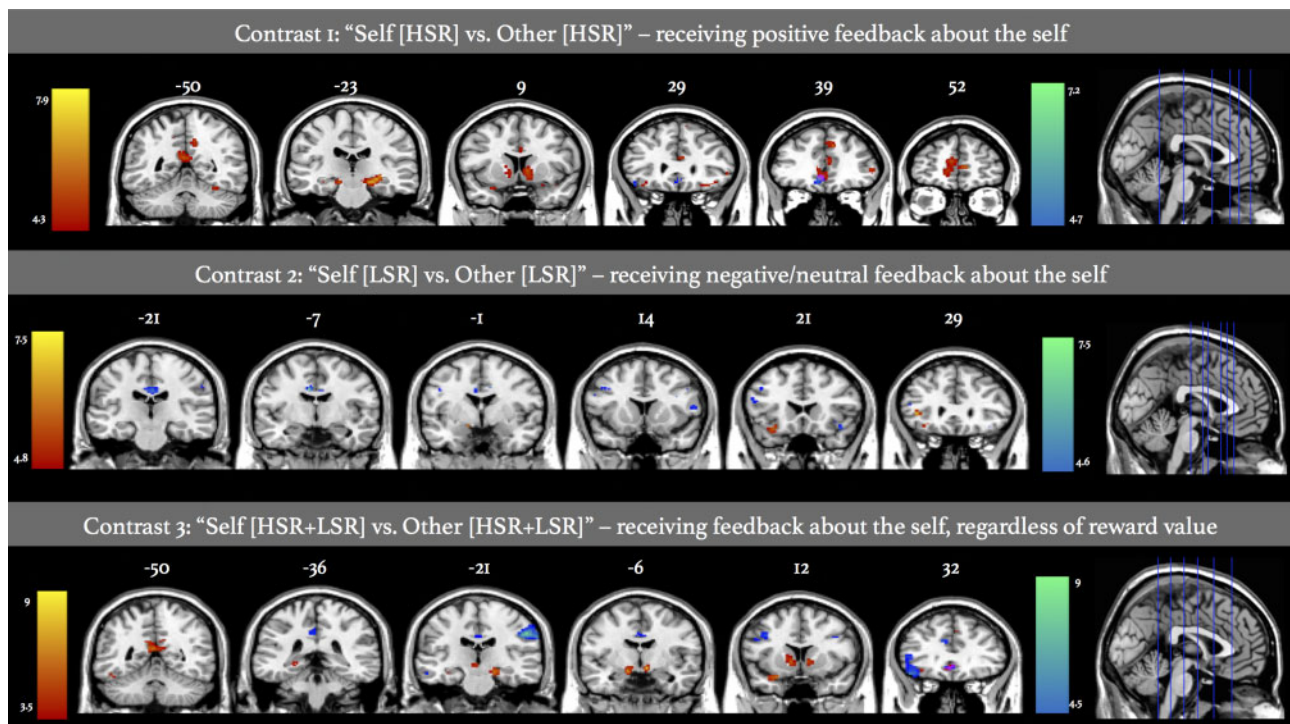 Contrast 1: “Self [HSR] vs. Other [HSR]” – receiving positive feedback about the self
-50 -23 9 29 39 52
7.9
4.3
7.2
4.7
Contrast 2: “Self [LSR] vs. Other [LSR]” – receiving negative/neutral feedback about the self
-21 -7 -1 14 21 29
7.5
4.8
7.5
4.6
Contrast 3: “Self [HSR+LSR] vs. Other [HSR+LSR]” – receiving feedback about the self, regardless of reward value
-50 -36 -21 -6 12 32
9
3.5
9
4.5